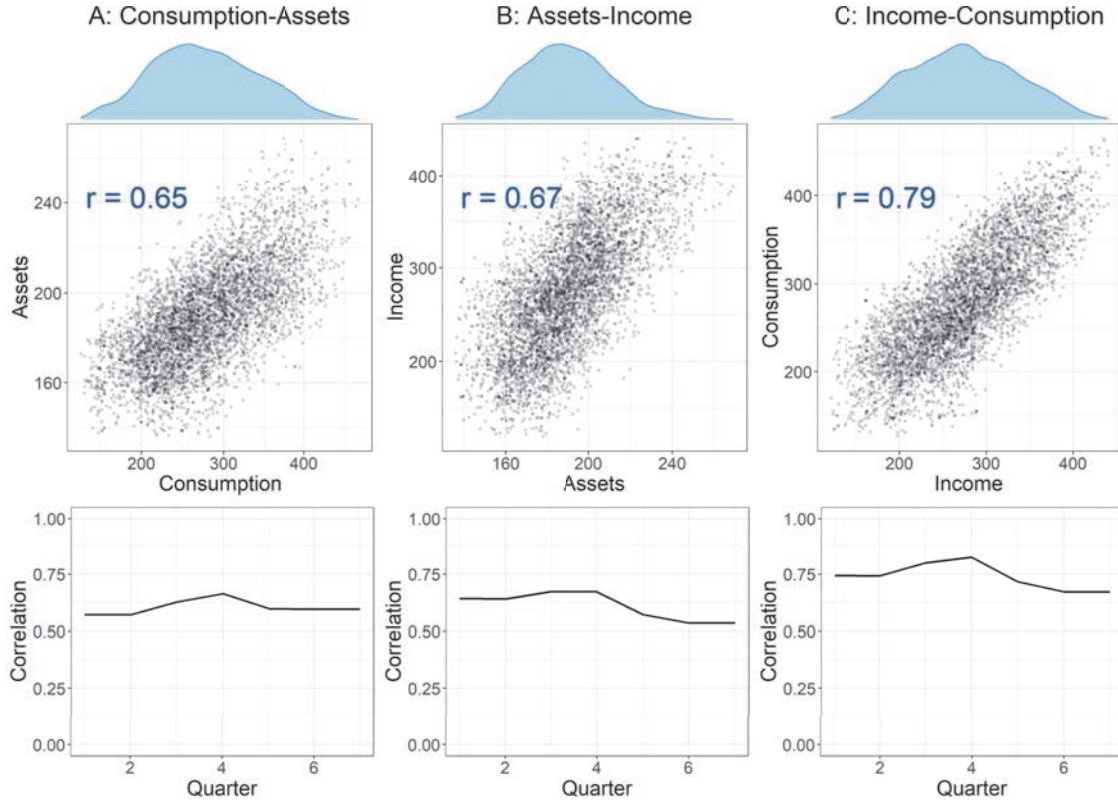 A: Consumption-Assets
B: Assets-Income
C: Income-Consumption
r = 0.65
r = 0.67
r = 0.79
Assets
240
200
160
200
300
400
Consumption
Income
400
300
200
160
200
240
Assets
Consumption
400
300
200
200
300
400
Income
Correlation
1.00
0.75
0.50
0.25
0.00
2
4
6
Quarter
Correlation
1.00
0.75
0.50
0.25
0.00
2
4
6
Quarter
Correlation
1.00
0.75
0.50
0.25
0.00
2
4
6
Quarter